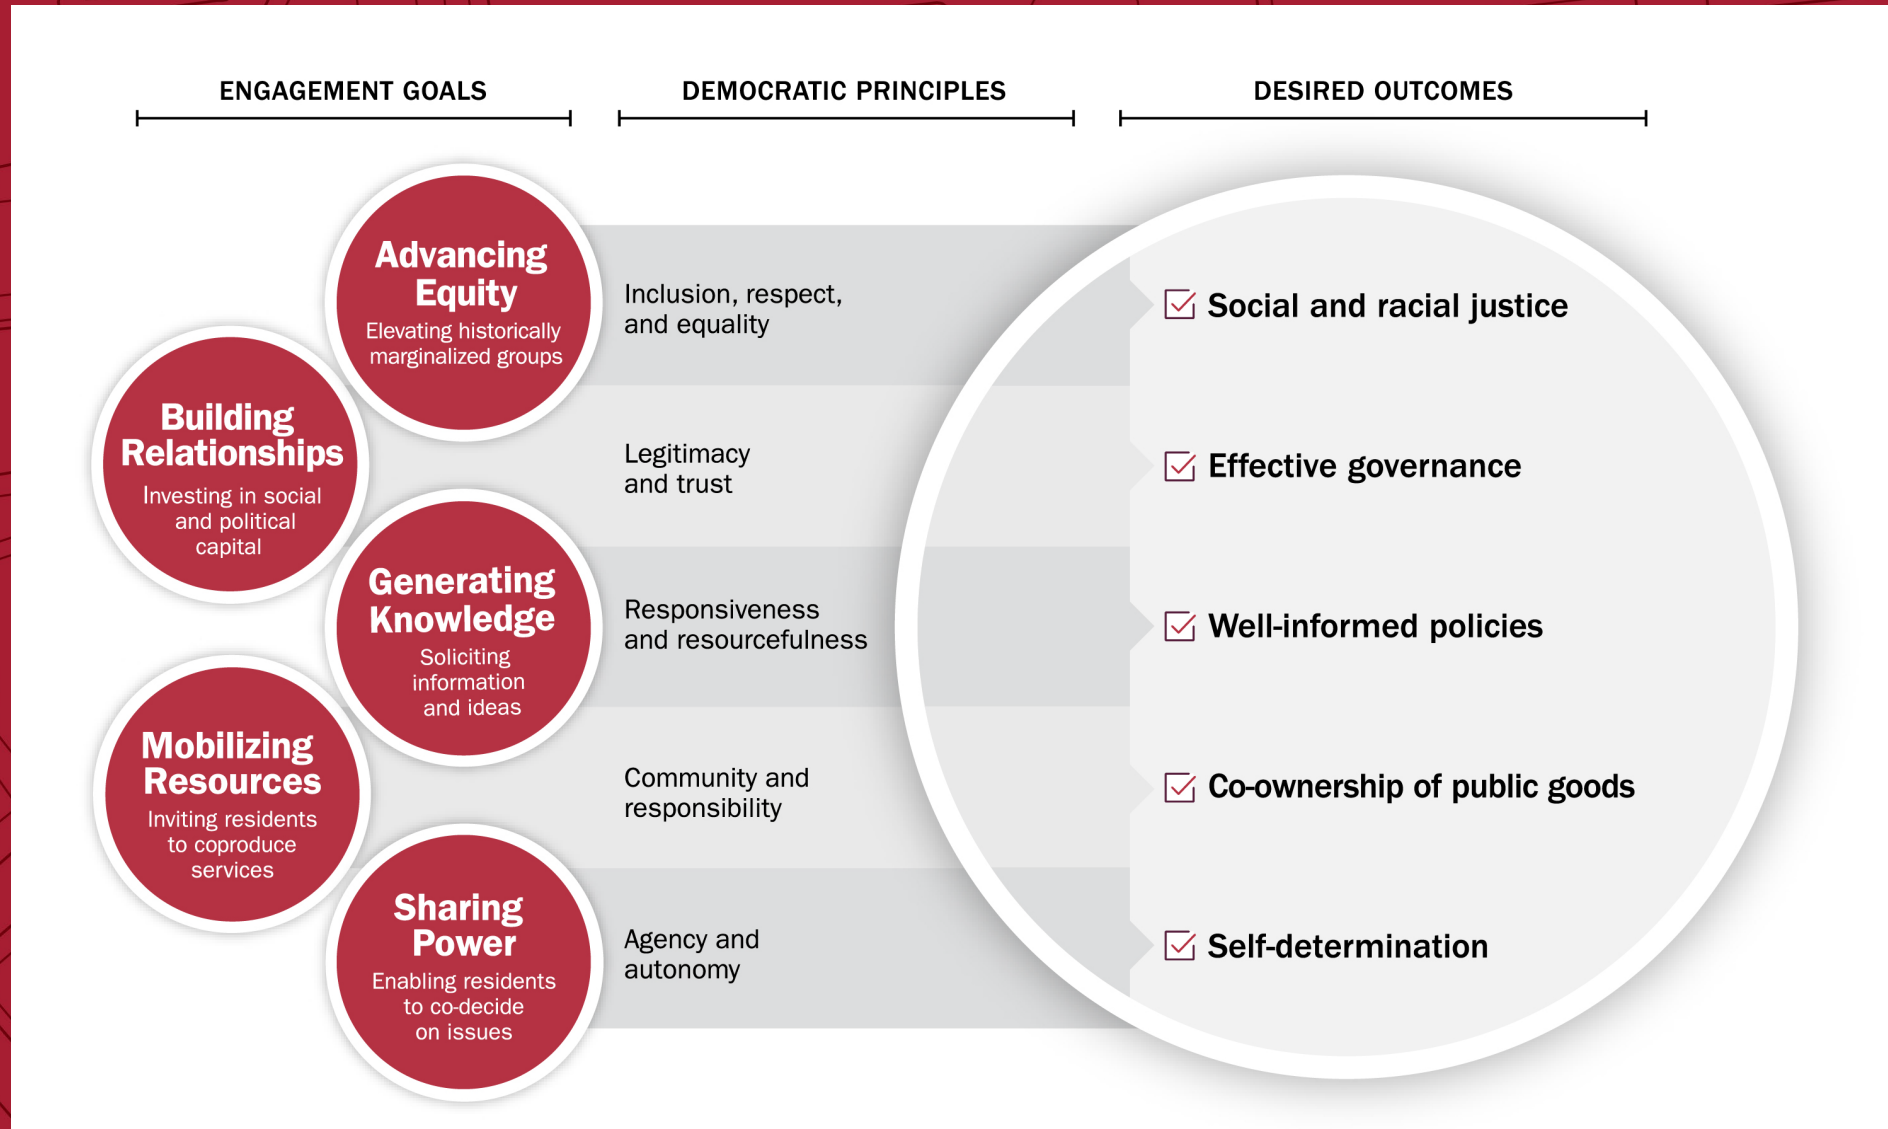 ENGAGEMENT GOALS
DEMOCRATIC PRINCIPLES
DESIRED OUTCOMES
Advancing
Equity
Elevating historically
marginalized groups
Inclusion, respect,
and equality
Social and racial justice
Building
Relationships
Investing in social
and political
capital
Legitimacy
and trust
Effective governance
Generating
Knowledge
Soliciting
information
and ideas
Responsiveness
and resourcefulness
Well-informed policies
Mobilizing
Resources
Inviting residents
to coproduce
services
Community and
responsibility
Co-ownership of public goods
Sharing
Power
Enabling residents
to co-decide
on issues
Agency and
autonomy
Self-determination